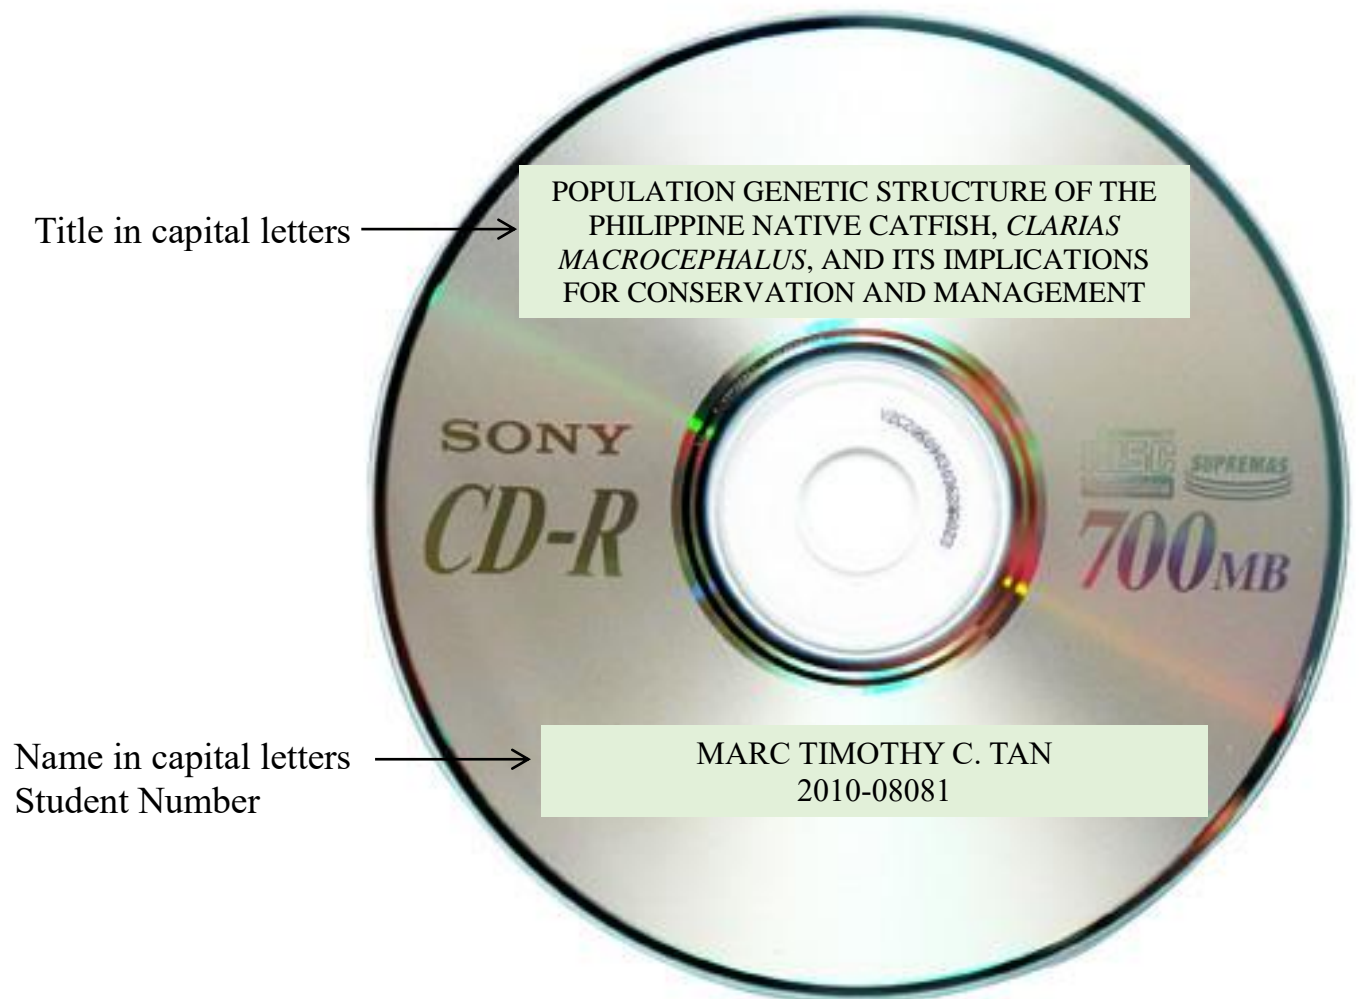 POPULATION GENETIC STRUCTURE OF THE
PHILIPPINE NATIVE CATFISH, CLARIAS
MACROCEPHALUS, AND ITS IMPLICATIONS
FOR CONSERVATION AND MANAGEMENT
Title in capital letters
SONY
CD-R
SUPREMAS
700MB
Name in capital letters
Student Number
MARC TIMOTHY C. TAN
2010-08081